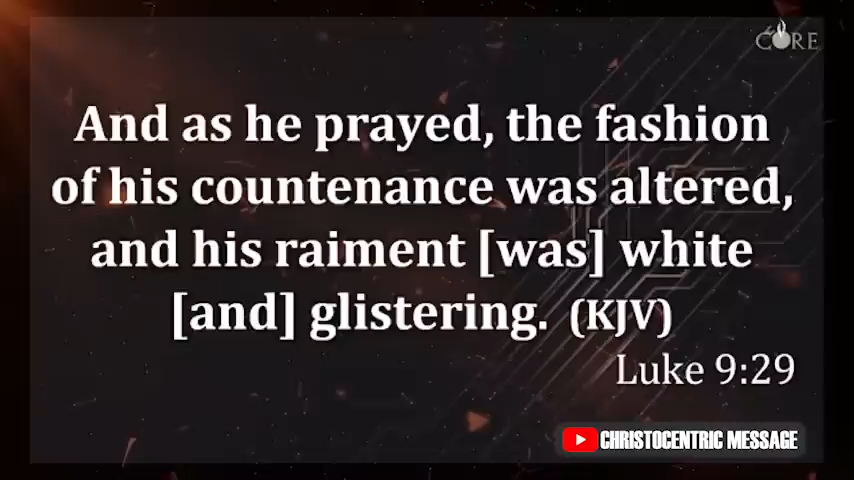 CORE
And as he prayed, the fashion
of his countenance was altered,
and his raiment [was] white
[and] glistering. (KJV)
Luke 9:29
CHRISTOCENTRIC MESSAGE